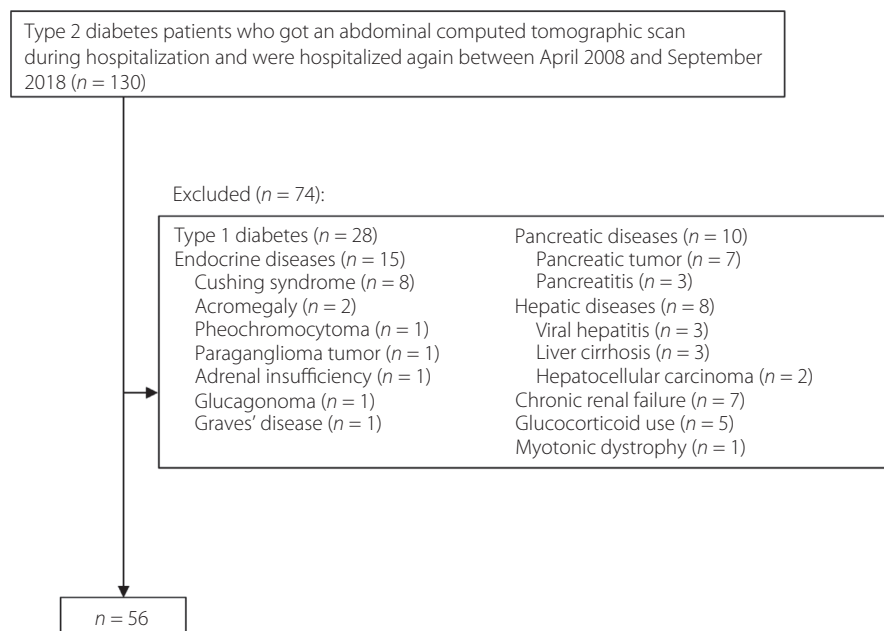 Type 2 diabetes patients who got an abdominal computed tomographic scan
during hospitalization and were hospitalized again between April 2008 and September
2018 (n = 130)
Excluded (n = 74):
Type 1 diabetes (n = 28)
Endocrine diseases (n = 15)
Cushing syndrome (n = 8)
Acromegaly (n = 2)
Pheochromocytoma (n = 1)
Paraganglioma tumor (n = 1)
Adrenal insufficiency (n = 1)
Glucagonoma (n = 1)
Graves’ disease (n = 1)
Pancreatic diseases (n = 10)
Pancreatic tumor (n = 7)
Pancreatitis (n = 3)
Hepatic diseases (n = 8)
Viral hepatitis (n = 3)
Liver cirrhosis (n = 3)
Hepatocellular carcinoma (n = 2)
Chronic renal failure (n = 7)
Glucocorticoid use (n = 5)
Myotonic dystrophy (n = 1)
n = 56